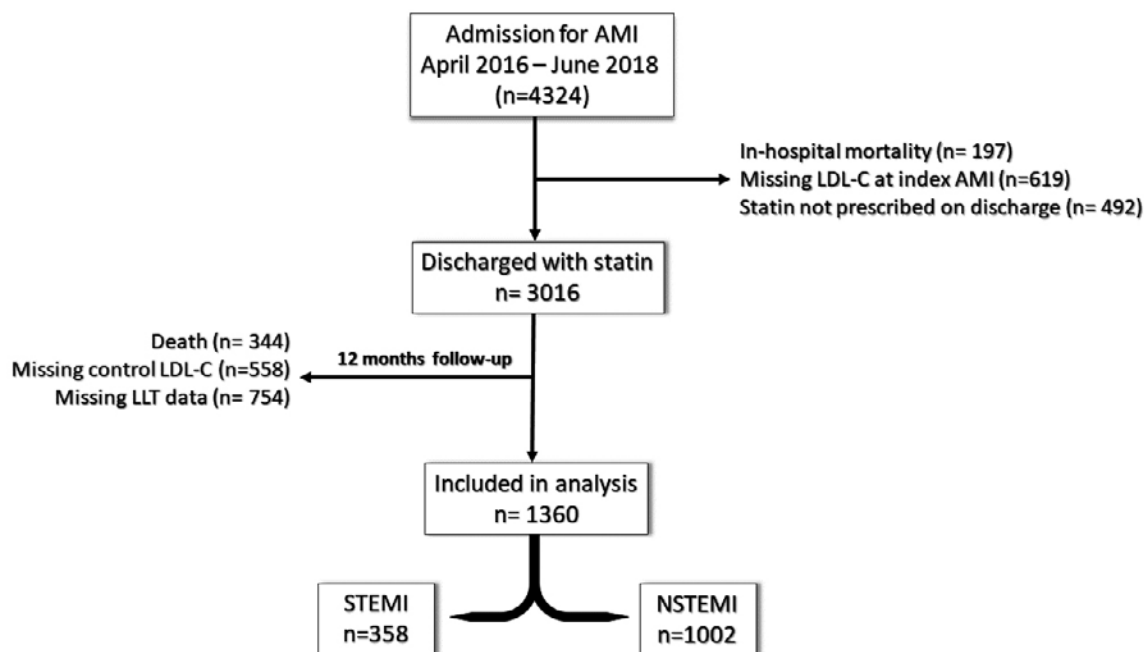 Admission for AMI
April 2016 – June 2018
(n=4324)
In-hospital mortality (n= 197)
Missing LDL-C at index AMI (n=619)
Statin not prescribed on discharge (n= 492)
Discharged with statin
n= 3016
Death (n= 344)
Missing control LDL-C (n=558)
Missing LLT data (n= 754)
12 months follow-up
Included in analysis
n= 1360
STEMI
n=358
NSTEMI
n=1002